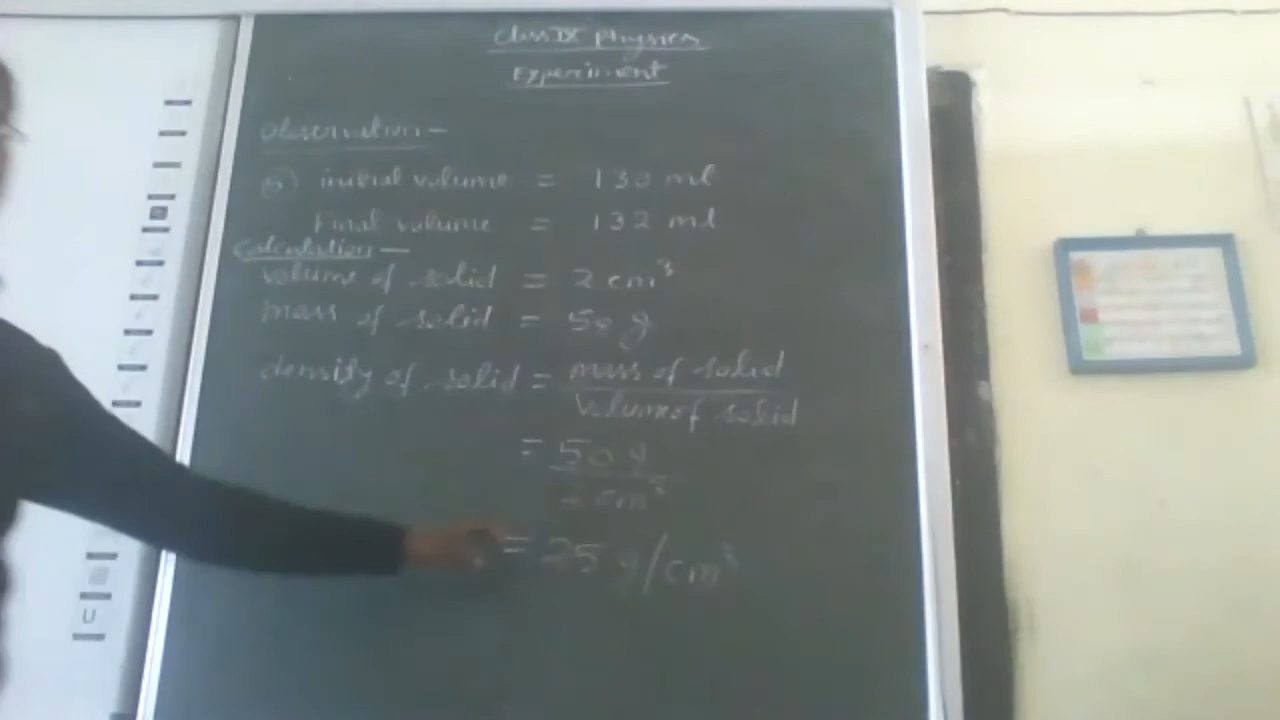 Class IX Physics
Experiment
Observation -
initial volume = 130 ml
Final volume = 132 ml
Calculation -
volume of solid = 2 cm³
mass of solid = 50 g
density of solid = mass of solid
Volume of solid
= 50 g
2 cm³
= 25 g/cm³
U